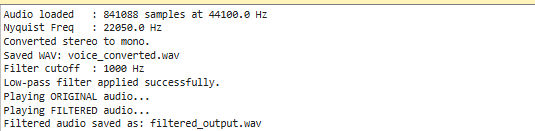 Audio loaded   : 841088 samples at 44100.0 Hz
Nyquist Freq   : 22050.0 Hz
Converted stereo to mono.
Saved WAV: voice_converted.wav
Filter cutoff  : 1000 Hz
Low-pass filter applied successfully.
Playing ORIGINAL audio...
Playing FILTERED audio...
Filtered audio saved as: filtered_output.wav